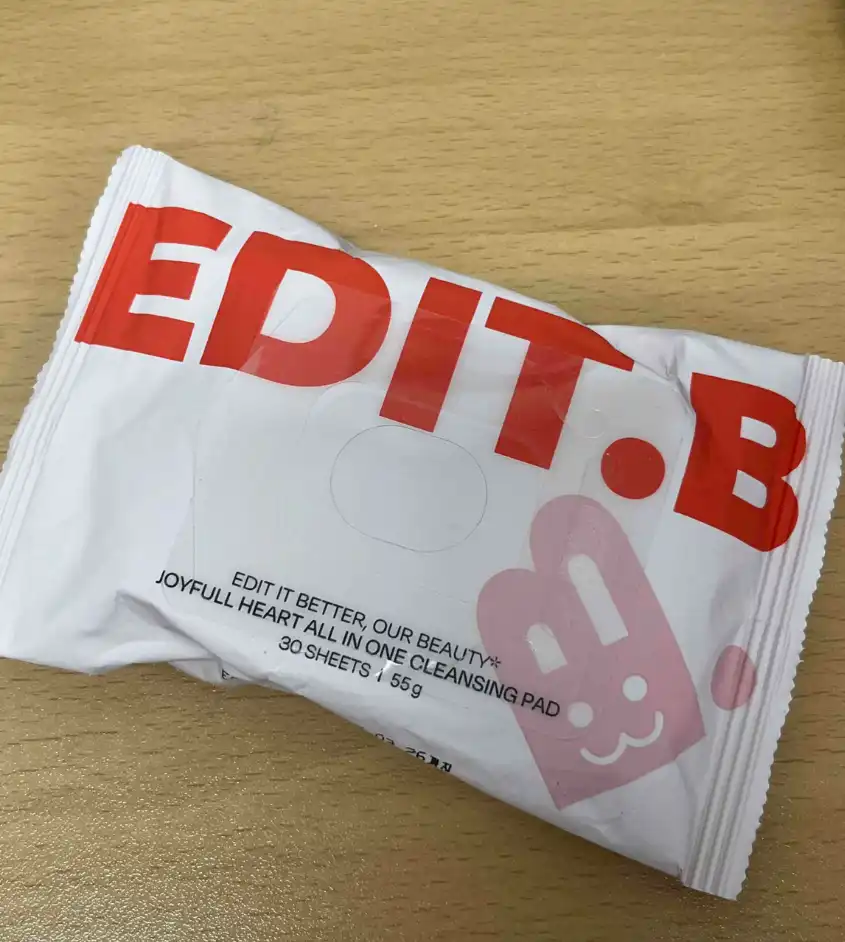 EDIT.B
EDIT IT BETTER, OUR BEAUTY*
JOYFULL HEART ALL IN ONE CLEANSING PAD
30 SHEETS | 55g